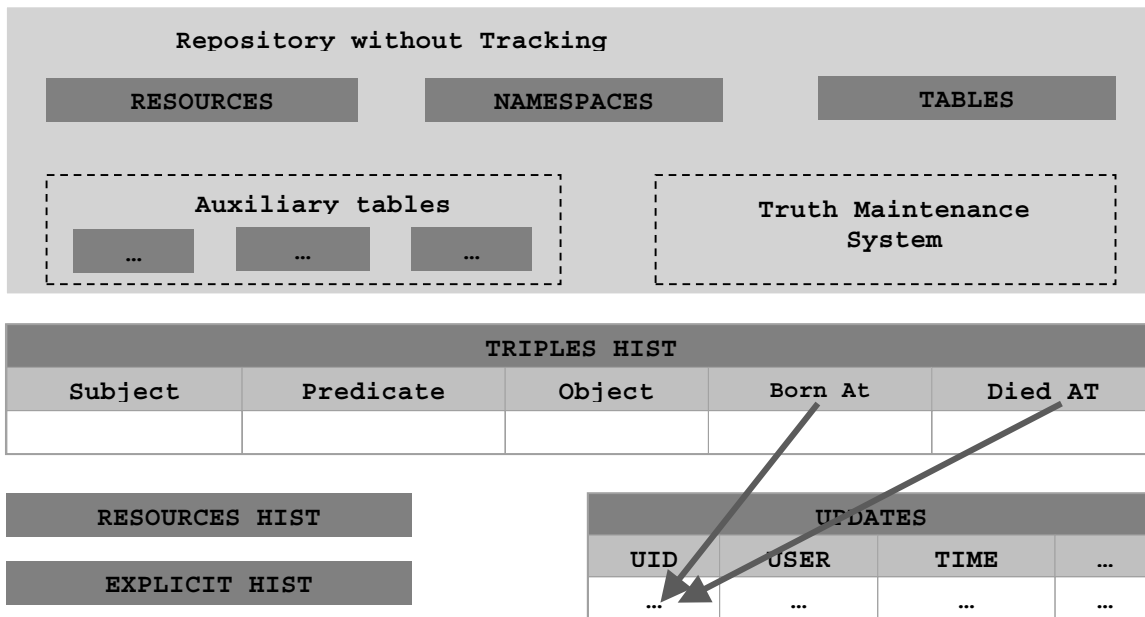 Repository without Tracking
RESOURCES NAMESPACES TABLES
Auxiliary tables
… … …
Truth Maintenance
System
TRIPLES HIST
Subject Predicate Object Born At Died AT
RESOURCES HIST
EXPLICIT HIST
UPDATES
UID USER TIME …
… … … …